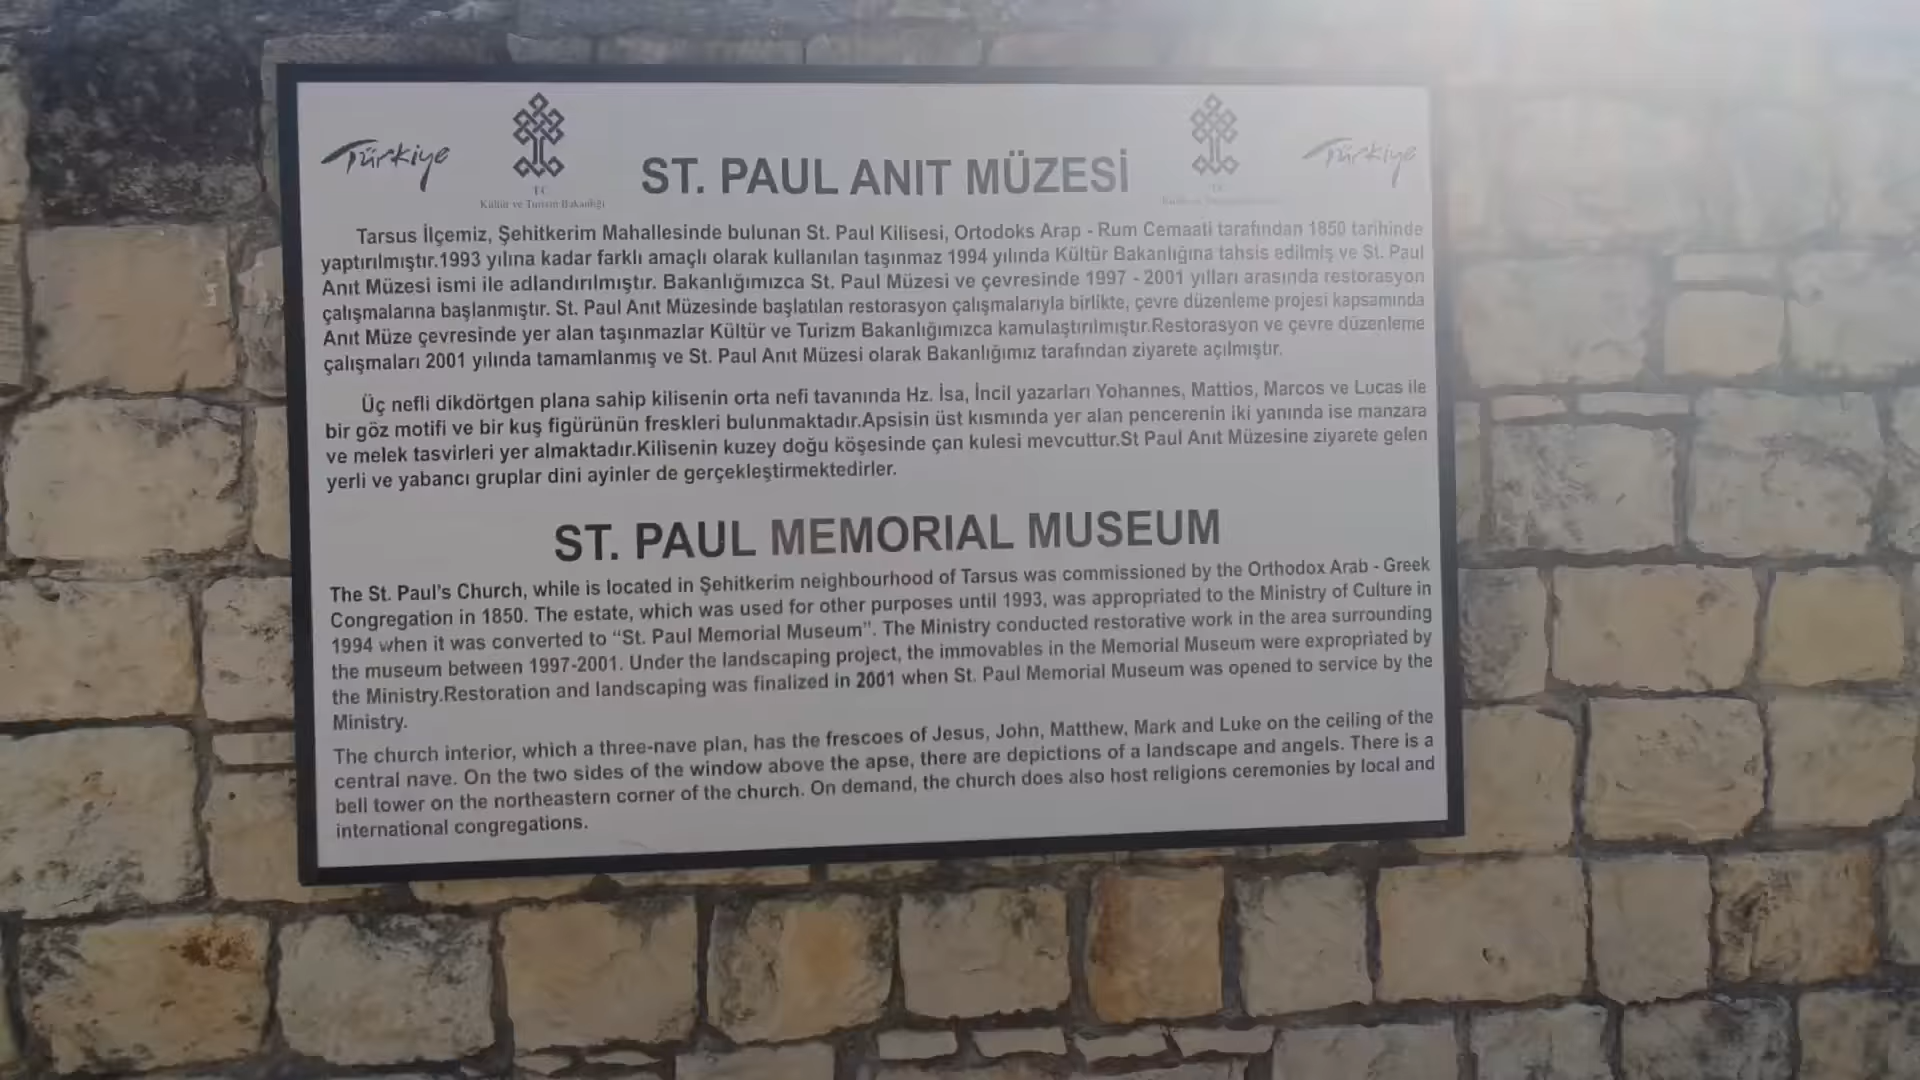 Türkiye
T.C.
Kültür ve Turizm Bakanlığı
ST. PAUL ANIT MÜZESİ
Türkiye
Tarsus İlçemiz, Şehitkerim Mahallesinde bulunan St. Paul Kilisesi, Ortodoks Arap - Rum Cemaati tarafından 1850 tarihinde
yaptırılmıştır.1993 yılına kadar farklı amaçlı olarak kullanılan taşınmaz 1994 yılında Kültür Bakanlığına tahsis edilmiş ve St. Paul
Anıt Müzesi ismi ile adlandırılmıştır. Bakanlığımızca St. Paul Müzesi ve çevresinde 1997 - 2001 yılları arasında restorasyon
çalışmalarına başlanmıştır. St. Paul Anıt Müzesinde başlatılan restorasyon çalışmalarıyla birlikte, çevre düzenleme projesi kapsamında
Anıt Müze çevresinde yer alan taşınmazlar Kültür ve Turizm Bakanlığımızca kamulaştırılmıştır.Restorasyon ve çevre düzenleme
çalışmaları 2001 yılında tamamlanmış ve St. Paul Anıt Müzesi olarak Bakanlığımız tarafından ziyarete açılmıştır.
Üç nefli dikdörtgen plana sahip kilisenin orta nefi tavanında Hz. İsa, İncil yazarları Yohannes, Mattios, Marcos ve Lucas ile
bir göz motifi ve bir kuş figürünün freskleri bulunmaktadır.Apsisin üst kısmında yer alan pencerenin iki yanında ise manzara
ve melek tasvirleri yer almaktadır.Kilisenin kuzey doğu köşesinde çan kulesi mevcuttur.St Paul Anıt Müzesine ziyarete gelen
yerli ve yabancı gruplar dini ayinler de gerçekleştirmektedirler.
ST. PAUL MEMORIAL MUSEUM
The St. Paul's Church, while is located in Şehitkerim neighbourhood of Tarsus was commissioned by the Orthodox Arab - Greek
Congregation in 1850. The estate, which was used for other purposes until 1993, was appropriated to the Ministry of Culture in
1994 when it was converted to “St. Paul Memorial Museum”. The Ministry conducted restorative work in the area surrounding
the museum between 1997-2001. Under the landscaping project, the immovables in the Memorial Museum were expropriated by
the Ministry.Restoration and landscaping was finalized in 2001 when St. Paul Memorial Museum was opened to service by the
Ministry.
The church interior, which a three-nave plan, has the frescoes of Jesus, John, Matthew, Mark and Luke on the ceiling of the
central nave. On the two sides of the window above the apse, there are depictions of a landscape and angels. There is a
bell tower on the northeastern corner of the church. On demand, the church does also host religions ceremonies by local and
international congregations.